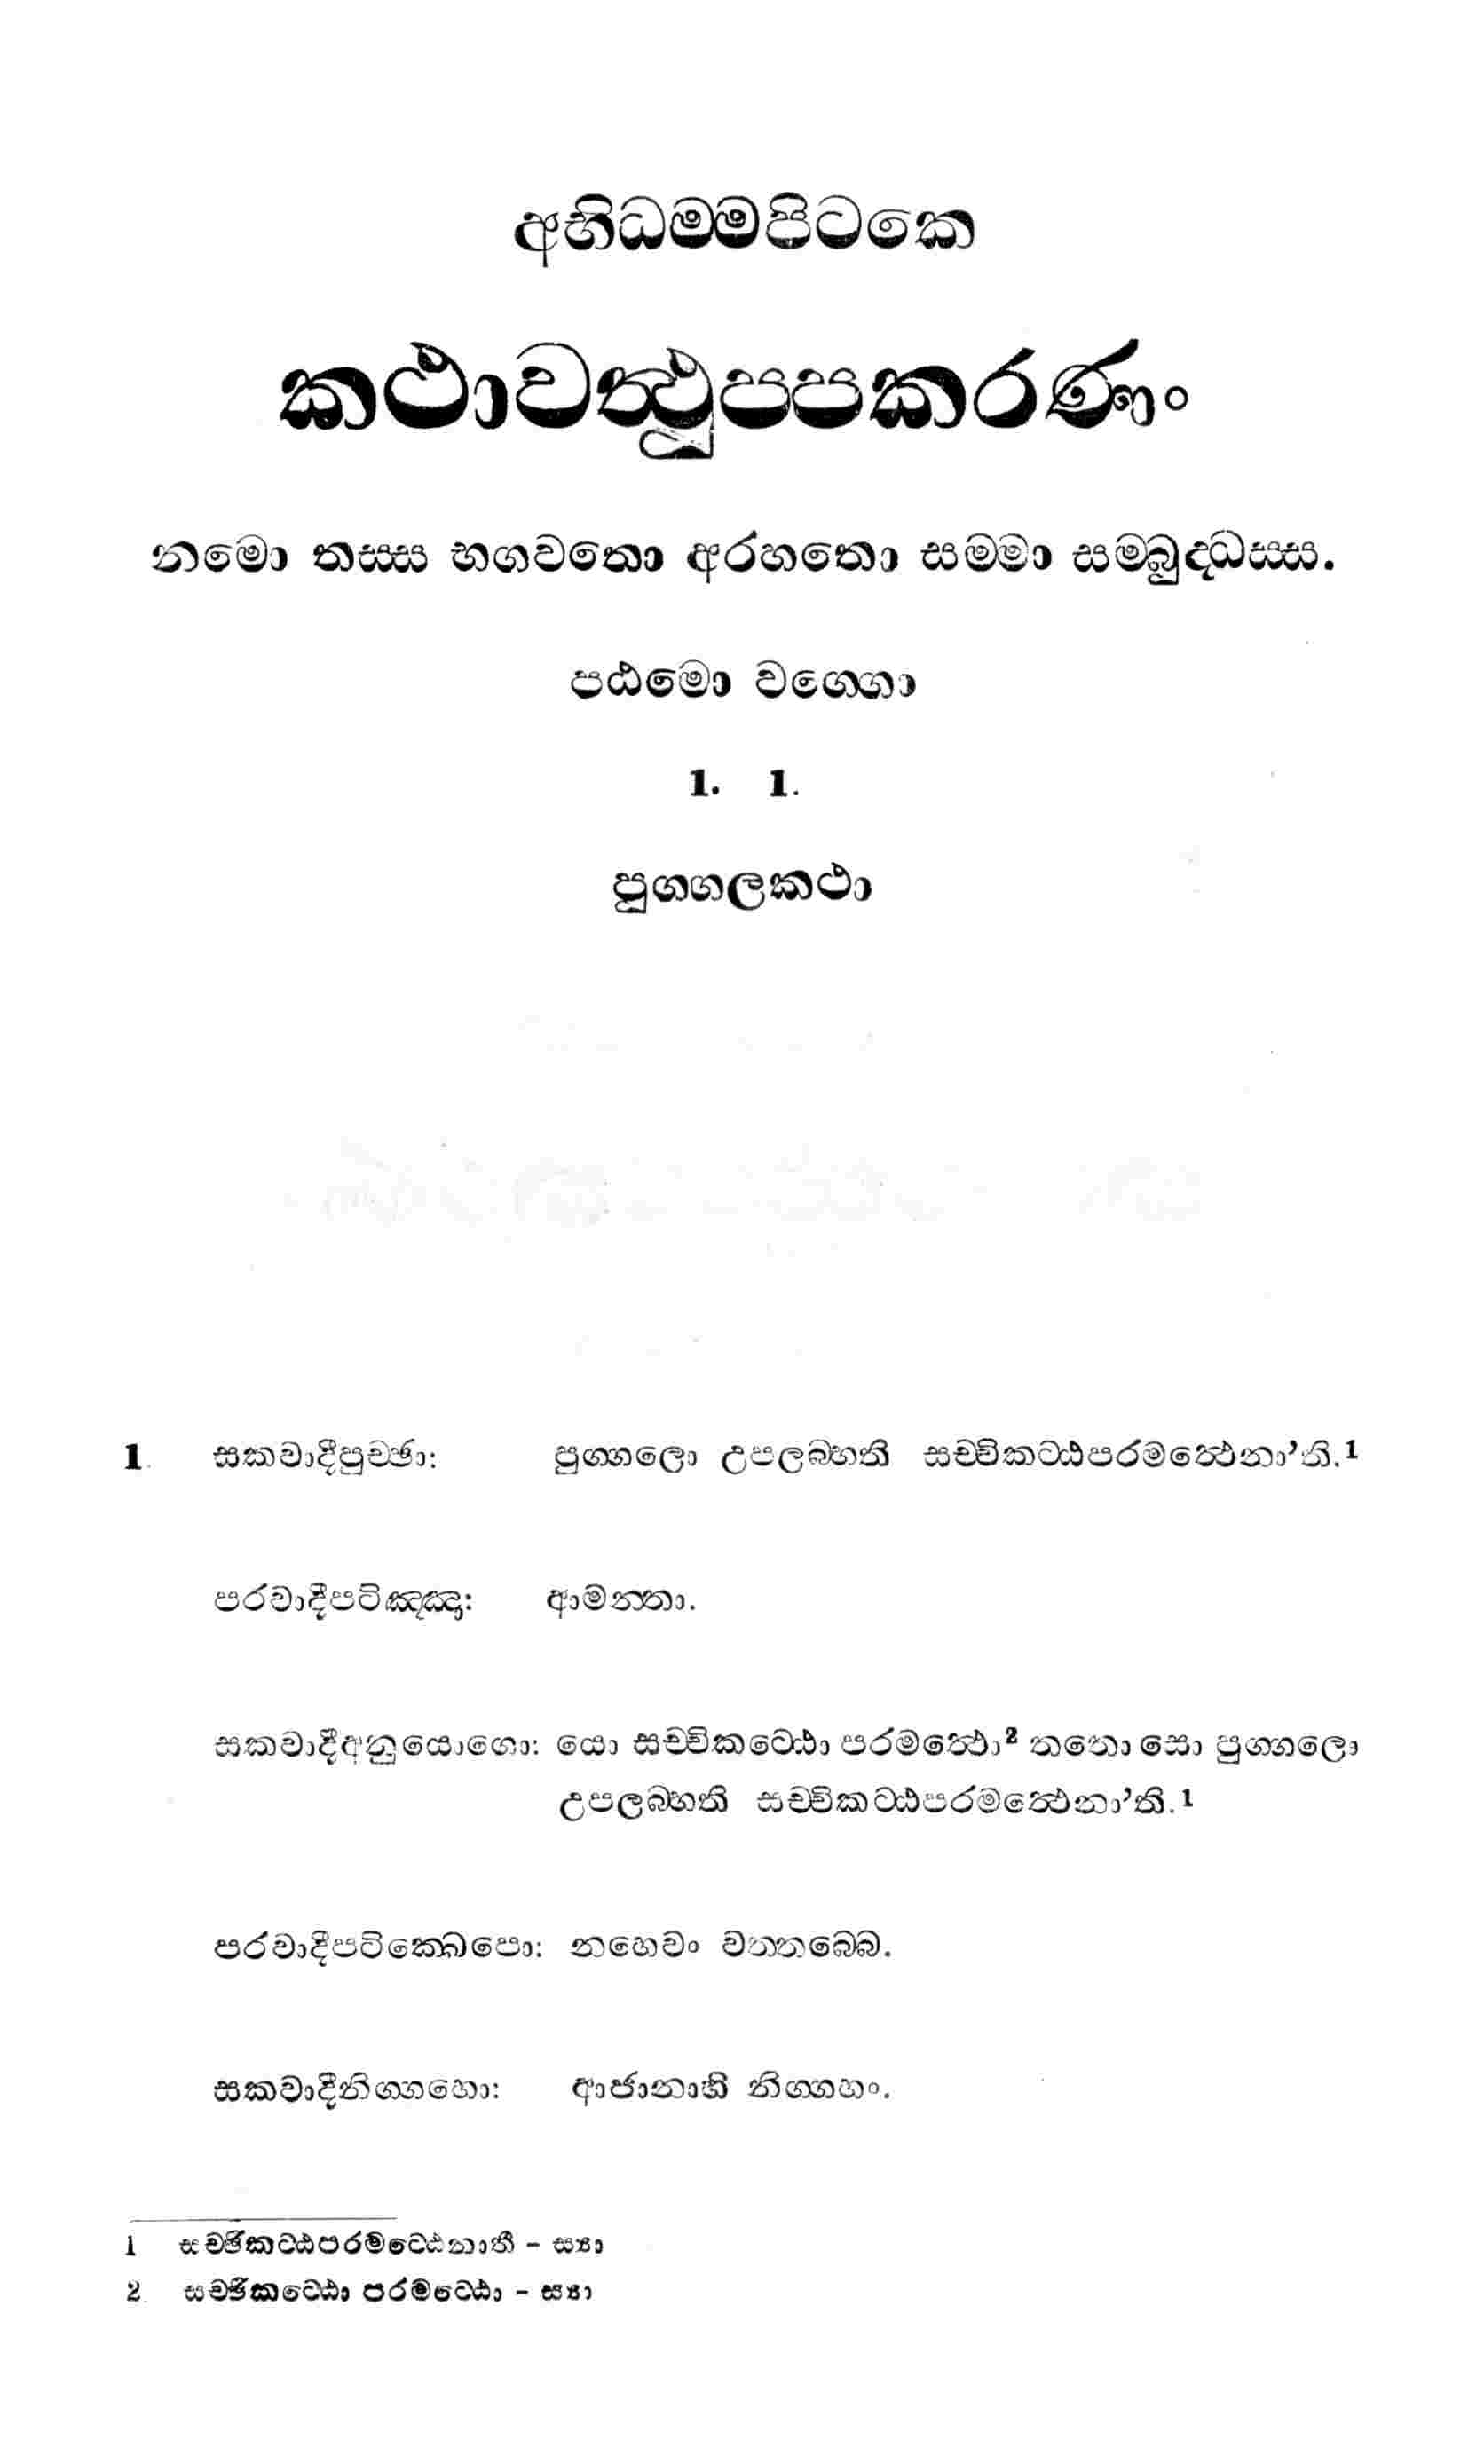 අභිධම්මපිටකෙ
කථාවත්ථුප්පකරණං
නමො තස්ස භගවතො අරහතො සම්මා සම්බුද්ධස්ස.
පඨමො වග්ගො
1. 1.
පුග්ගලකථා
1. සකවාදීපුච්ඡා: පුග්ගලො උපලබ්භති සච්චිකට්ඨපරමත්ථෙනා’ති.¹
පරවාදීපටිඤ්ඤා: ආමන්තා.
සකවාදීඅනුයොගො: යො සච්චිකට්ඨො පරමත්ථො² තතො සො පුග්ගලො
උපලබ්භති සච්චිකට්ඨපරමත්ථෙනා’ති.¹
පරවාදීපටික්ඛෙපො: නහෙවං වත්තබ්බෙ.
සකවාදීනිග්ගහො: ආජානාහි නිග්ගහං.
1 සච්ඡිකට්ඨපරමට්ඨෙනාතී - ස්‍යා
2. සච්ඡිකට්ඨො පරමට්ඨො - ස්‍යා